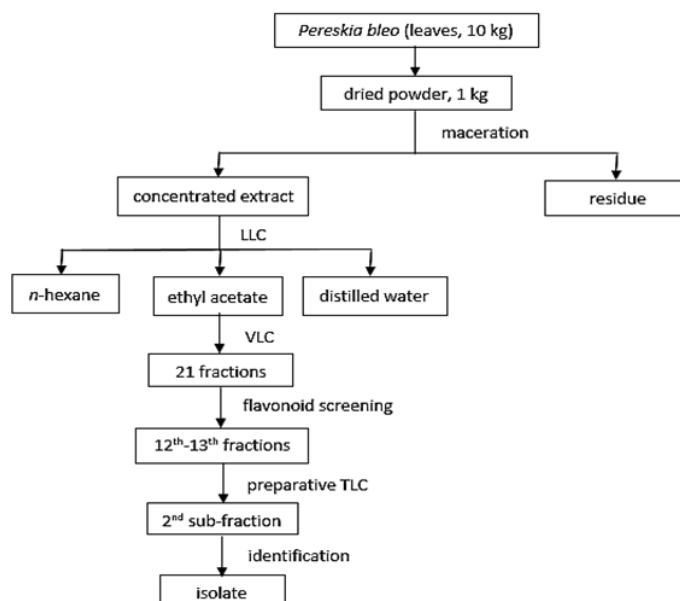 Pereskia bleo (leaves, 10 kg)
dried powder, 1 kg
maceration
concentrated extract
residue
LLC
n-hexane
ethyl acetate
distilled water
VLC
21 fractions
flavonoid screening
12th-13th fractions
preparative TLC
2nd sub-fraction
identification
isolate